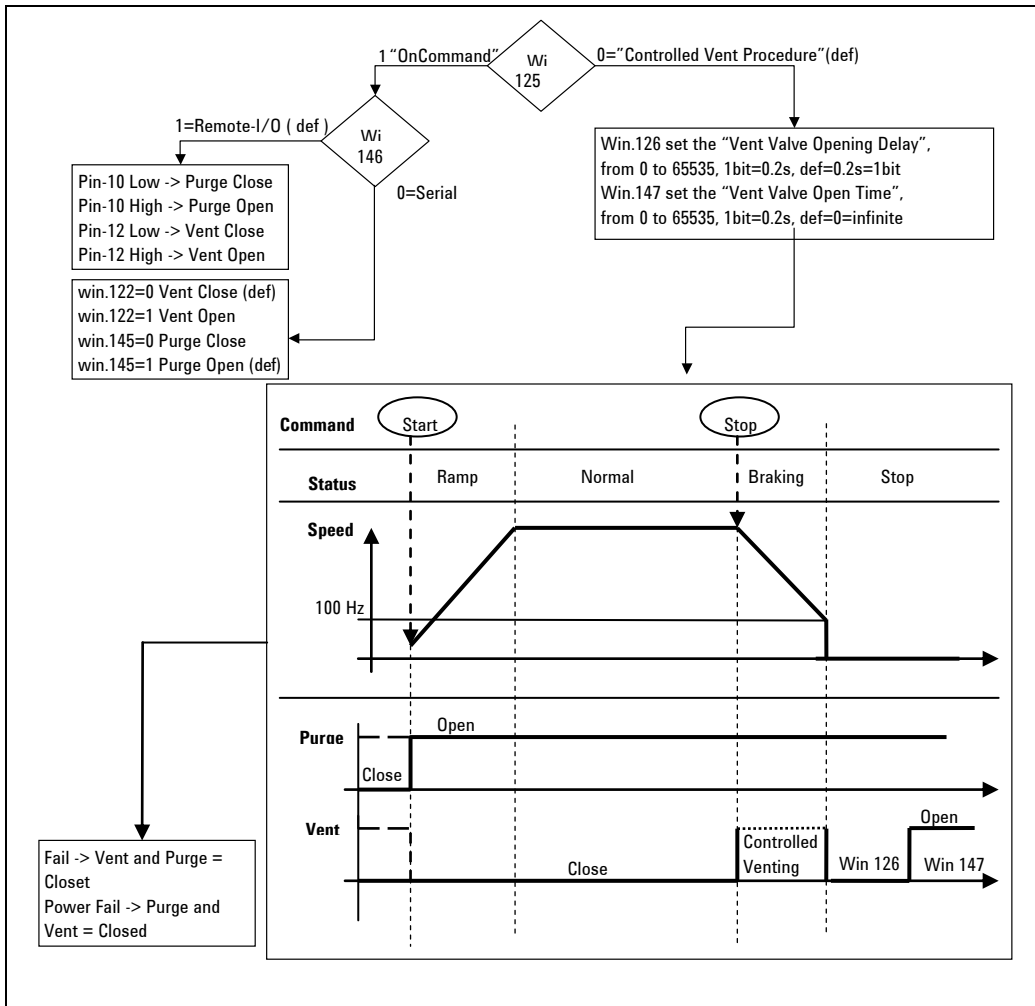 1 “OnCommand”
Wi
125
0=”Controlled Vent Procedure”(def)
1=Remote-I/O ( def )
Wi
146
0=Serial
Pin-10 Low -> Purge Close
Pin-10 High -> Purge Open
Pin-12 Low -> Vent Close
Pin-12 High -> Vent Open
win.122=0 Vent Close (def)
win.122=1 Vent Open
win.145=0 Purge Close
win.145=1 Purge Open (def)
Win.126 set the “Vent Valve Opening Delay”,
from 0 to 65535, 1bit=0.2s, def=0.2s=1bit
Win.147 set the “Vent Valve Open Time”,
from 0 to 65535, 1bit=0.2s, def=0=infinite
Command
Start
Stop
Status
Ramp
Normal
Braking
Stop
Speed
100 Hz
Purge
Open
Close
Vent
Close
Controlled
Venting
Win 126
Open
Win 147
Fail -> Vent and Purge =
Closet
Power Fail -> Purge and
Vent = Closed